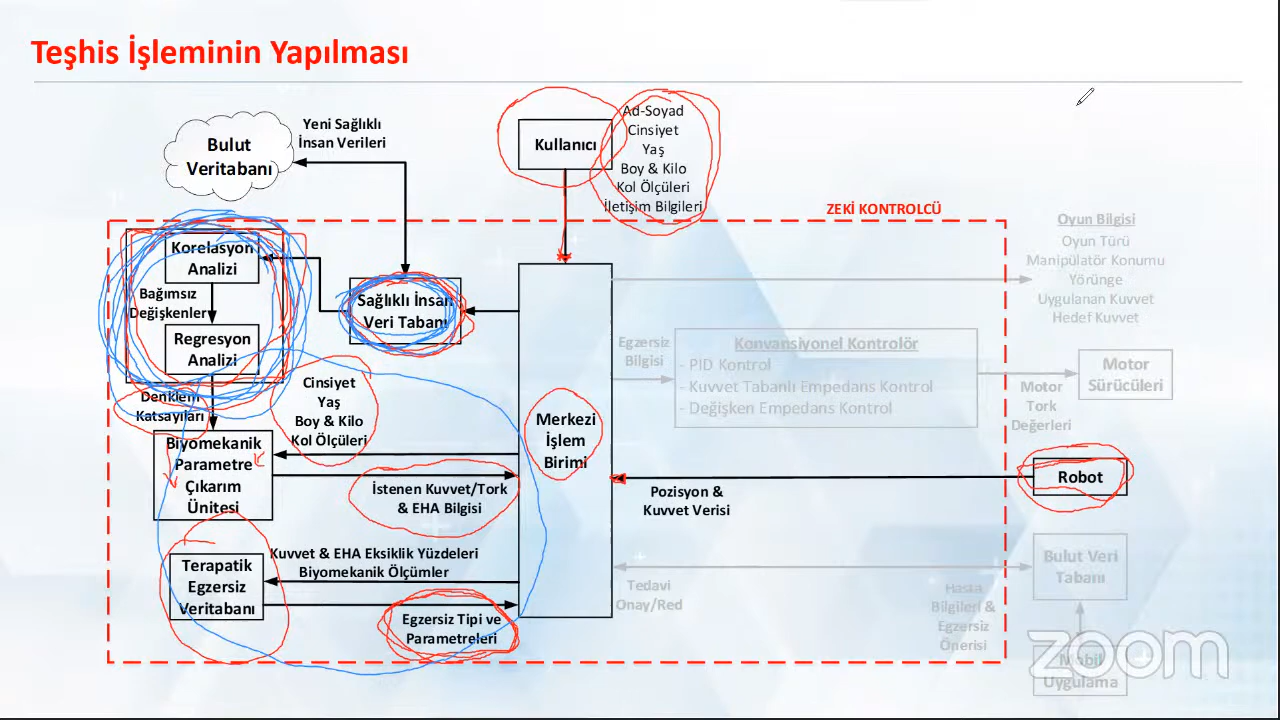 Teşhis İşleminin Yapılması
Bulut
Veritabanı
Yeni Sağlıklı
İnsan Verileri
Kullanıcı
Ad-Soyad
Cinsiyet
Yaş
Boy & Kilo
Kol Ölçüleri
İletişim Bilgileri
ZEKİ KONTROLCÜ
Korelasyon
Analizi
Bağımsız
Değişkenler
Regresyon
Analizi
Sağlıklı İnsan
Veri Tabanı
Denklem
Katsayıları
Cinsiyet
Yaş
Boy & Kilo
Kol Ölçüleri
Biyomekanik
Parametre
Çıkarım
Ünitesi
İstenen Kuvvet/Tork
& EHA Bilgisi
Terapatik
Egzersiz
Veritabanı
Kuvvet & EHA Eksiklik Yüzdeleri
Biyomekanik Ölçümler
Egzersiz Tipi ve
Parametreleri
Merkezi
İşlem
Birimi
Egzersiz
Bilgisi
Konvansiyonel Kontrolör
- PID Kontrol
- Kuvvet Tabanlı Empedans Kontrol
- Değişken Empedans Kontrol
Oyun Bilgisi
Oyun Türü
Manipülatör Konumu
Yörünge
Uygulanan Kuvvet
Hedef Kuvvet
Motor
Tork
Değerleri
Motor
Sürücüleri
Pozisyon &
Kuvvet Verisi
Robot
Tedavi
Onay/Red
Hasta
Bilgileri &
Egzersiz
Önerisi
Bulut Veri
Tabanı
Mobil
Uygulama
zoom